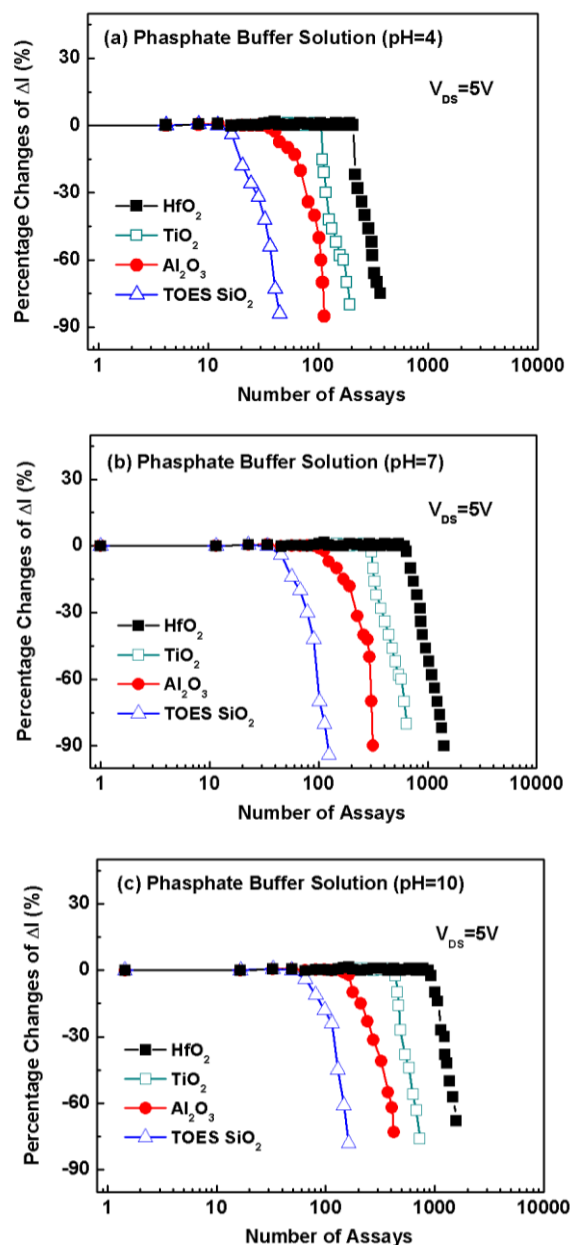 (a) Phasphate Buffer Solution (pH=4)
V_DS=5V
30
0
-30
-60
-90
Percentage Changes of ΔI (%)
HfO₂
TiO₂
Al₂O₃
TOES SiO₂
1 10 100 1000 10000
Number of Assays
(b) Phasphate Buffer Solution (pH=7)
V_DS=5V
30
0
-30
-60
-90
Percentage Changes of ΔI (%)
HfO₂
TiO₂
Al₂O₃
TOES SiO₂
1 10 100 1000 10000
Number of Assays
(c) Phasphate Buffer Solution (pH=10)
V_DS=5V
30
0
-30
-60
-90
Percentage Changes of ΔI (%)
HfO₂
TiO₂
Al₂O₃
TOES SiO₂
1 10 100 1000 10000
Number of Assays